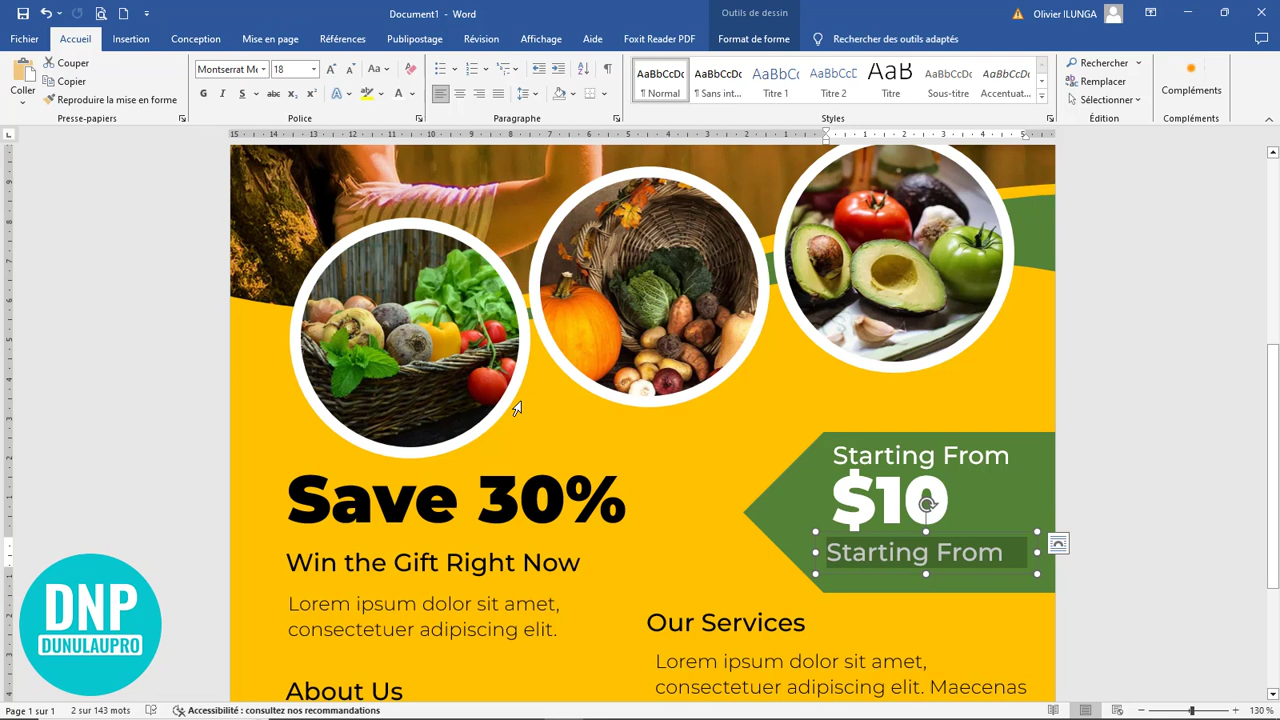 Document1 - Word
Outils de dessin
Olivier ILUNGA
Fichier
Accueil
Insertion
Conception
Mise en page
Références
Publipostage
Révision
Affichage
Aide
Foxit Reader PDF
Format de forme
Rechercher des outils adaptés
Coller
Couper
Copier
Reproduire la mise en forme
Presse-papiers
Montserrat Me
18
G
I
S
Police
Paragraphe
AaBbCcDc
¶ Normal
AaBbCcDc
¶ Sans int...
AaBbCc
Titre 1
AaBbCcD
Titre 2
AaB
Titre
AaBbCcD
Sous-titre
AaBbCcDc
Accentuat...
Styles
Rechercher
Remplacer
Sélectionner
Édition
Compléments
Compléments
Starting From
$10
Starting From
Save 30%
Win the Gift Right Now
Lorem ipsum dolor sit amet,
consectetuer adipiscing elit.
About Us
Our Services
Lorem ipsum dolor sit amet,
consectetuer adipiscing elit. Maecenas
DNP
DUNULAUPRO
Page 1 sur 1
2 sur 143 mots
Accessibilité : consultez nos recommandations
130 %